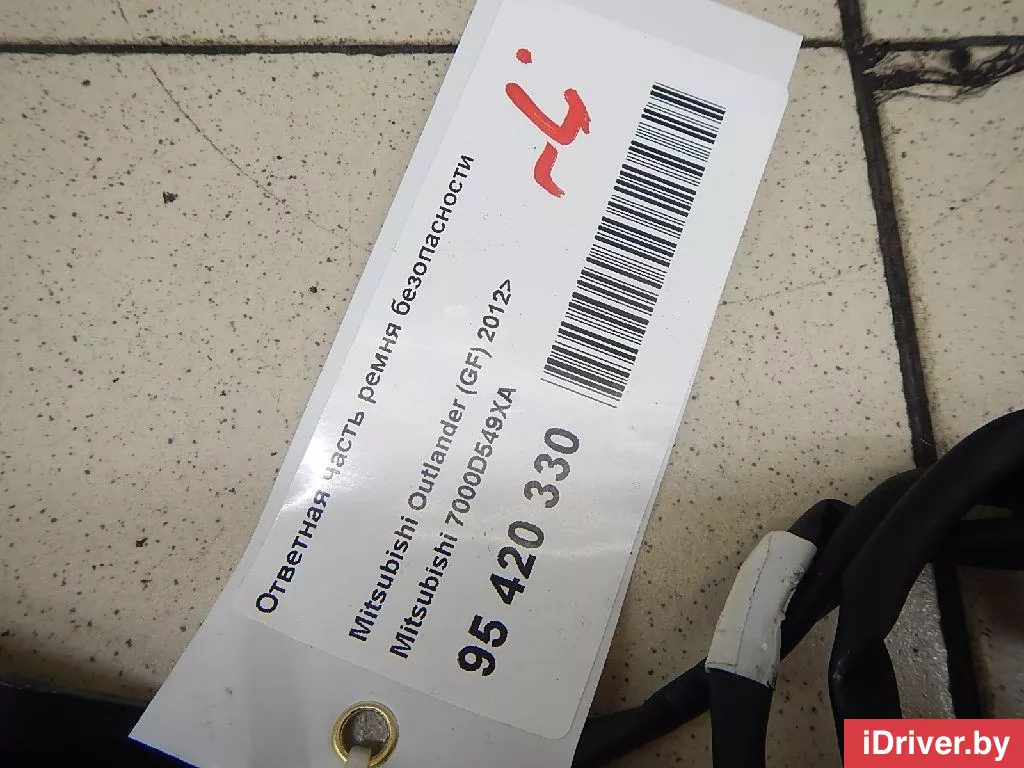 Ответная часть ремня безопасности
Mitsubishi Outlander (GF) 2012>
Mitsubishi 7000D549XA
95 420 330
iDriver.by